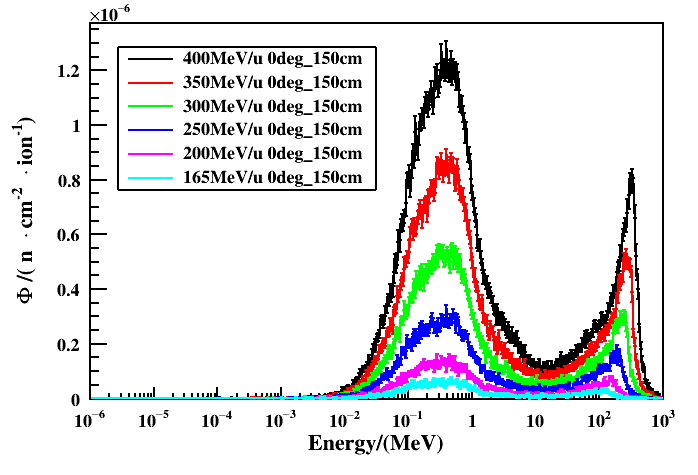 ×10⁻⁶
400MeV/u 0deg_150cm
350MeV/u 0deg_150cm
300MeV/u 0deg_150cm
250MeV/u 0deg_150cm
200MeV/u 0deg_150cm
165MeV/u 0deg_150cm
1.2
1
0.8
0.6
0.4
0.2
0
Φ /( n · cm⁻² · ion⁻¹)
10⁻⁶ 10⁻⁵ 10⁻⁴ 10⁻³ 10⁻² 10⁻¹ 1 10 10² 10³
Energy/(MeV)